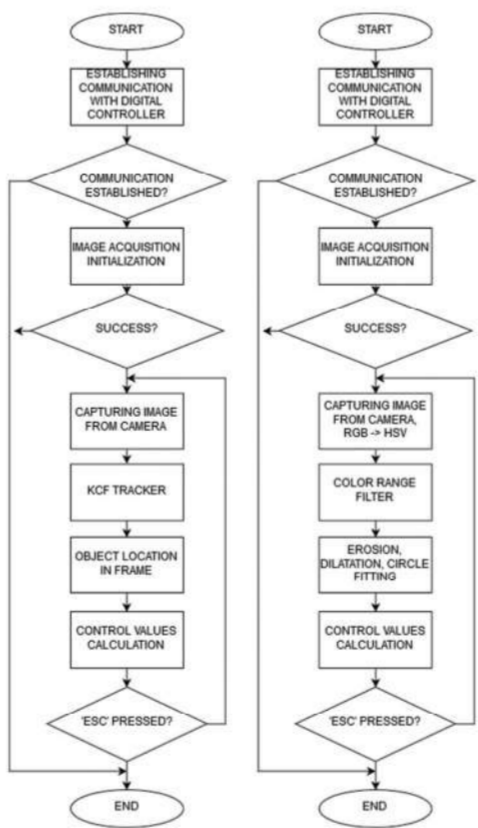 START
ESTABLISHING
COMMUNICATION
WITH DIGITAL
CONTROLLER
COMMUNICATION
ESTABLISHED?
IMAGE ACQUISITION
INITIALIZATION
SUCCESS?
CAPTURING IMAGE
FROM CAMERA
KCF TRACKER
OBJECT LOCATION
IN FRAME
CONTROL VALUES
CALCULATION
'ESC' PRESSED?
END
START
ESTABLISHING
COMMUNICATION
WITH DIGITAL
CONTROLLER
COMMUNICATION
ESTABLISHED?
IMAGE ACQUISITION
INITIALIZATION
SUCCESS?
CAPTURING IMAGE
FROM CAMERA,
RGB -> HSV
COLOR RANGE
FILTER
EROSION,
DILATATION, CIRCLE
FITTING
CONTROL VALUES
CALCULATION
'ESC' PRESSED?
END